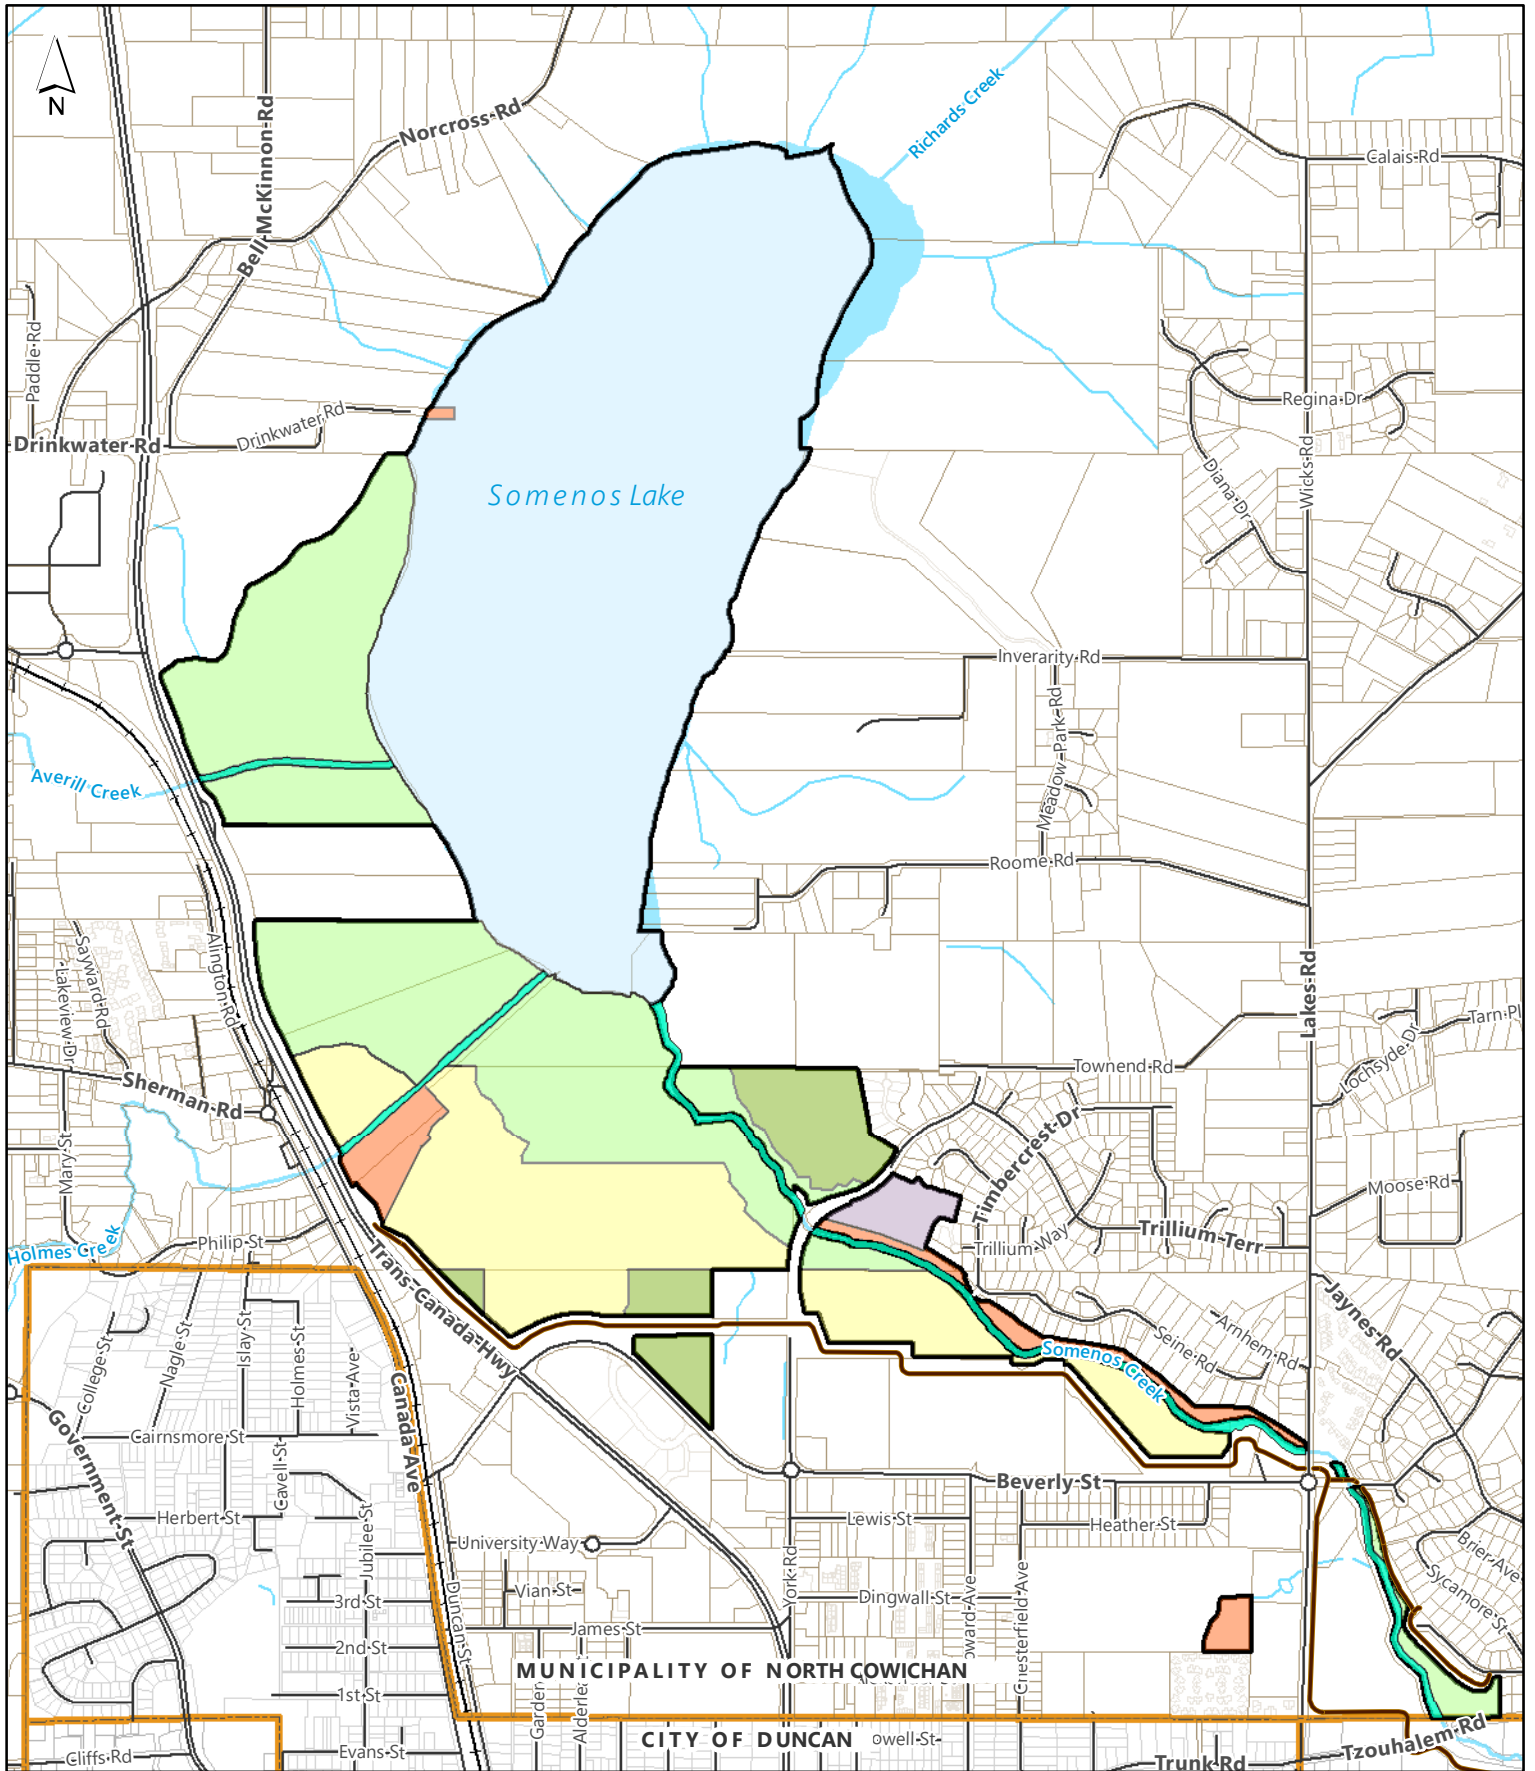 N
Norcross Rd
Bell McKinnon Rd
Richards Creek
Calais Rd
Paddle Rd
Drinkwater Rd
Drinkwater Rd
Regina Dr
Diana Dr
Wicks Rd
Somenos Lake
Inverarity Rd
Meadow Park Rd
Averill Creek
Roome Rd
Alington Rd
Sayward Rd
Lakeview Dr
Lakes Rd
Tarn Pl
Lochsyde Dr
Townend Rd
Sherman Rd
Timbercrest Dr
Mary St
Moose Rd
Trillium Terr
Trillium Way
Holmes Creek
Philip St
Trans-Canada Hwy
Jaynes Rd
Arnhem Rd
Seine Rd
Somenos Creek
College St
Nagle St
Islay St
Holmes St
Vista Ave
Canada Ave
Government St
Cairnsmore St
Cavell St
Beverly St
Herbert St
Jubilee St
Lewis St
Heather St
University Way
York Rd
Brier Ave
Sycamore St
Vian St
Dingwall St
3rd St
James St
Chesterfield Ave
Duncan St
2nd St
MUNICIPALITY OF NORTH COWICHAN
1st St
CITY OF DUNCAN
Evans St
Cliffs Rd
Trunk Rd
Tzouhalem Rd